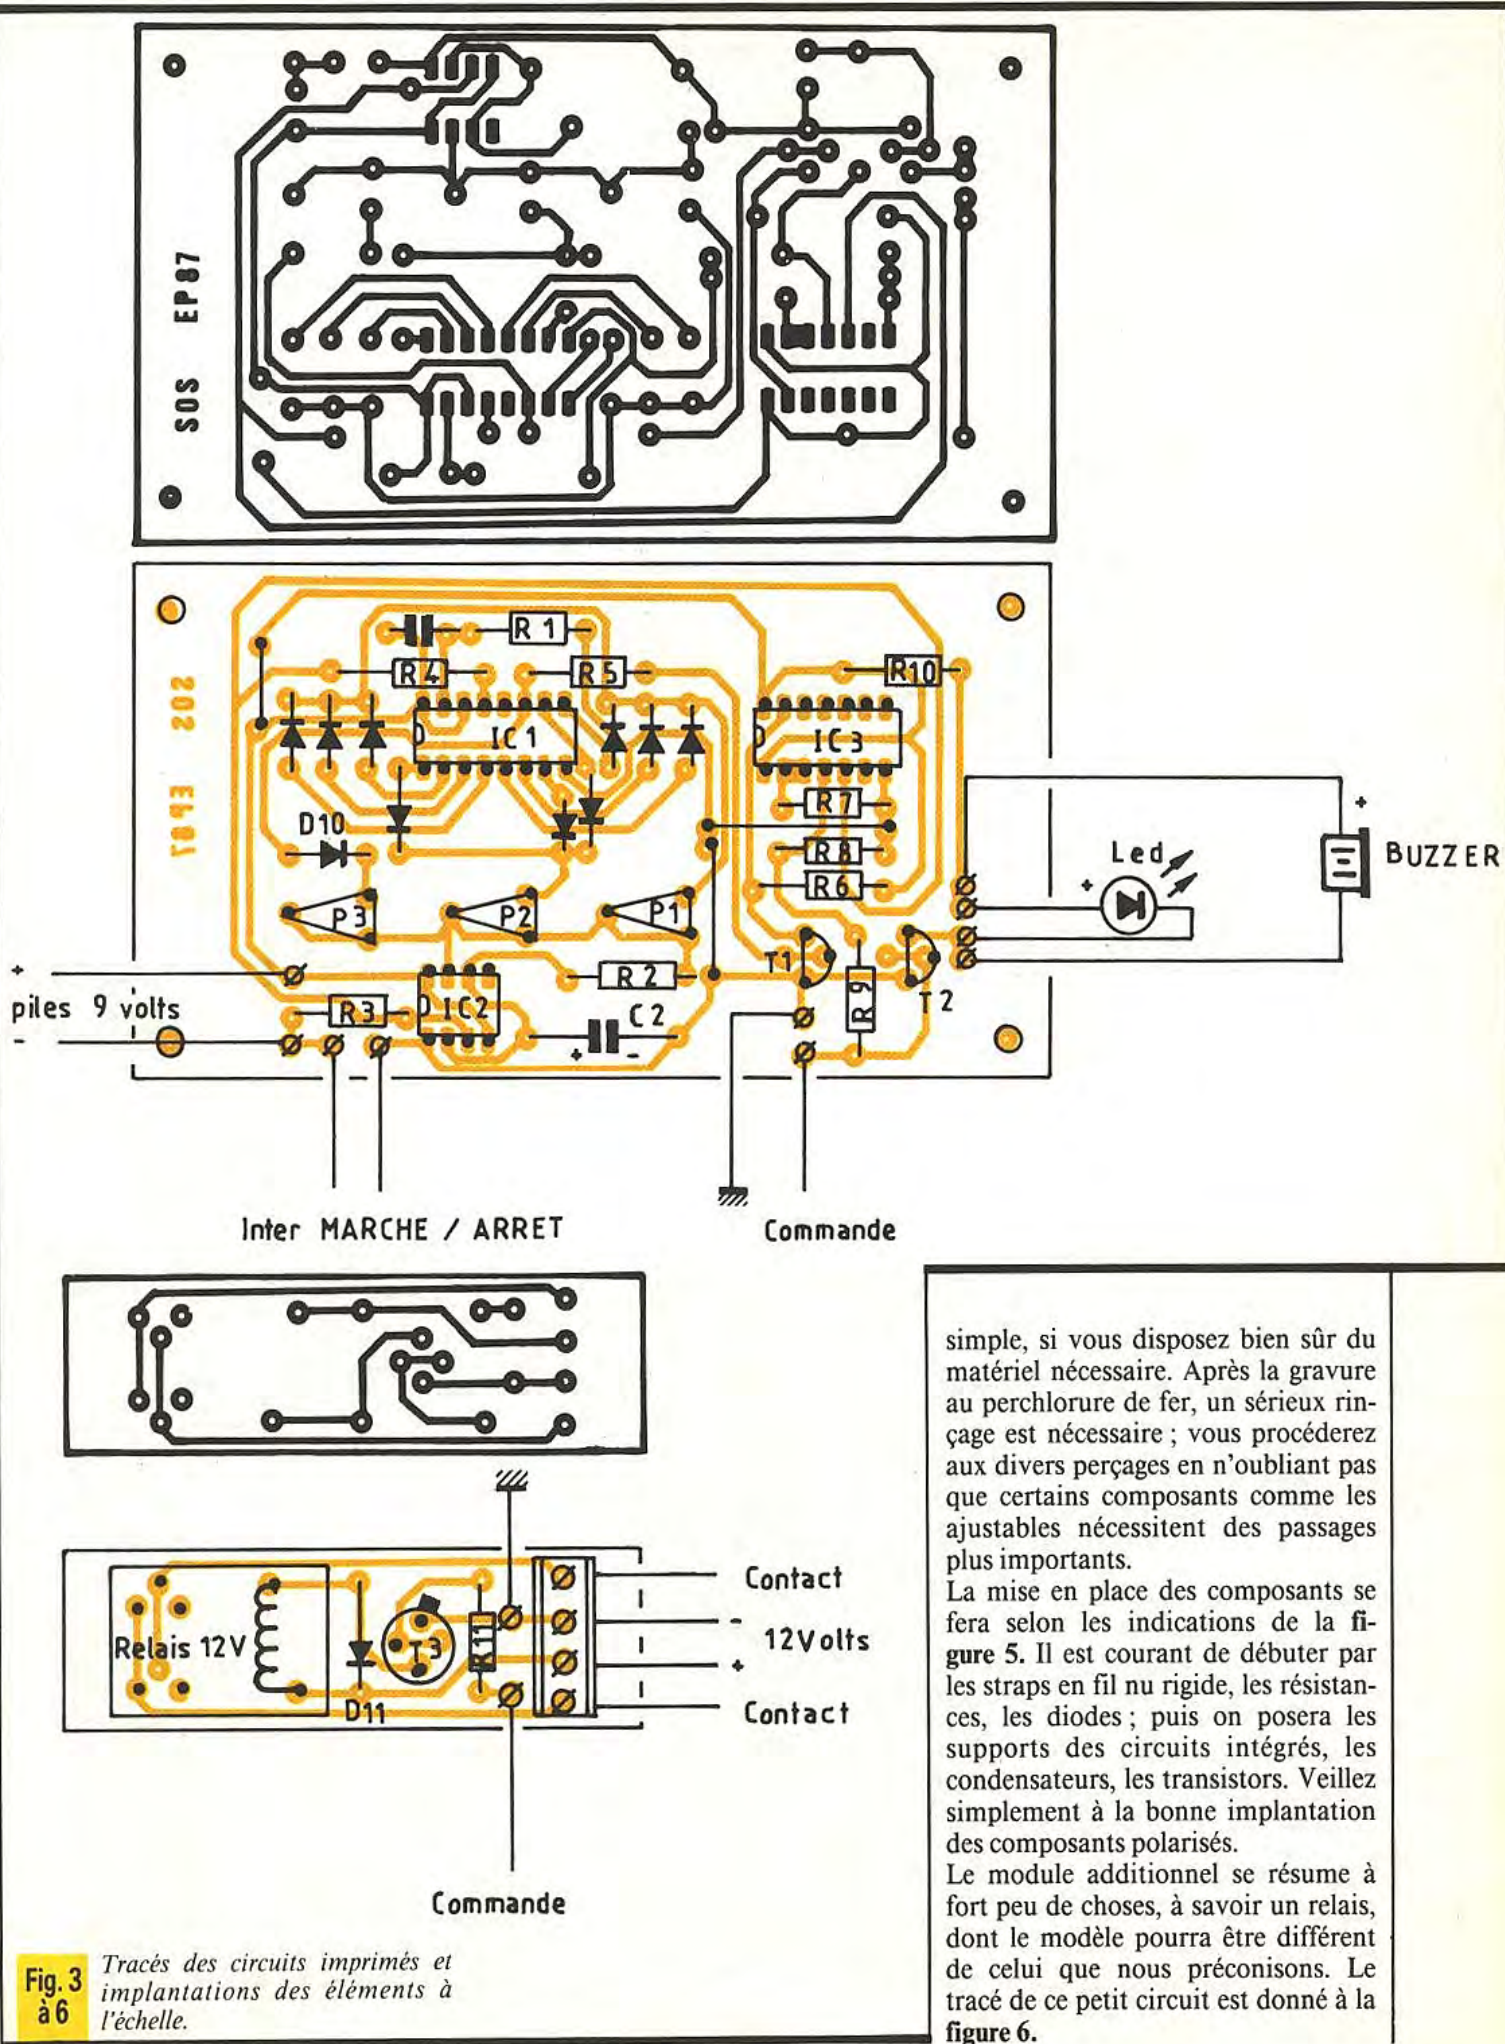 SOS EP87
R1
R4
R5
R10
IC1
IC3
D10
R7
R8
R6
P3
P2
P1
T1
T2
R9
R2
R3
IC2
C2
+
-
+
piles 9 volts
-
+
Led
+
BUZZER
Inter MARCHE / ARRET
Commande
Relais 12V
T3
R11
D11
Contact
-
12Volts
+
Contact
Commande
Fig. 3
à 6
Tracés des circuits imprimés et
implantations des éléments à
l'échelle.
simple, si vous disposez bien sûr du
matériel nécessaire. Après la gravure
au perchlorure de fer, un sérieux rin-
çage est nécessaire ; vous procéderez
aux divers perçages en n'oubliant pas
que certains composants comme les
ajustables nécessitent des passages
plus importants.
La mise en place des composants se
fera selon les indications de la fi-
gure 5. Il est courant de débuter par
les straps en fil nu rigide, les résistan-
ces, les diodes ; puis on posera les
supports des circuits intégrés, les
condensateurs, les transistors. Veillez
simplement à la bonne implantation
des composants polarisés.
Le module additionnel se résume à
fort peu de choses, à savoir un relais,
dont le modèle pourra être différent
de celui que nous préconisons. Le
tracé de ce petit circuit est donné à la
figure 6.